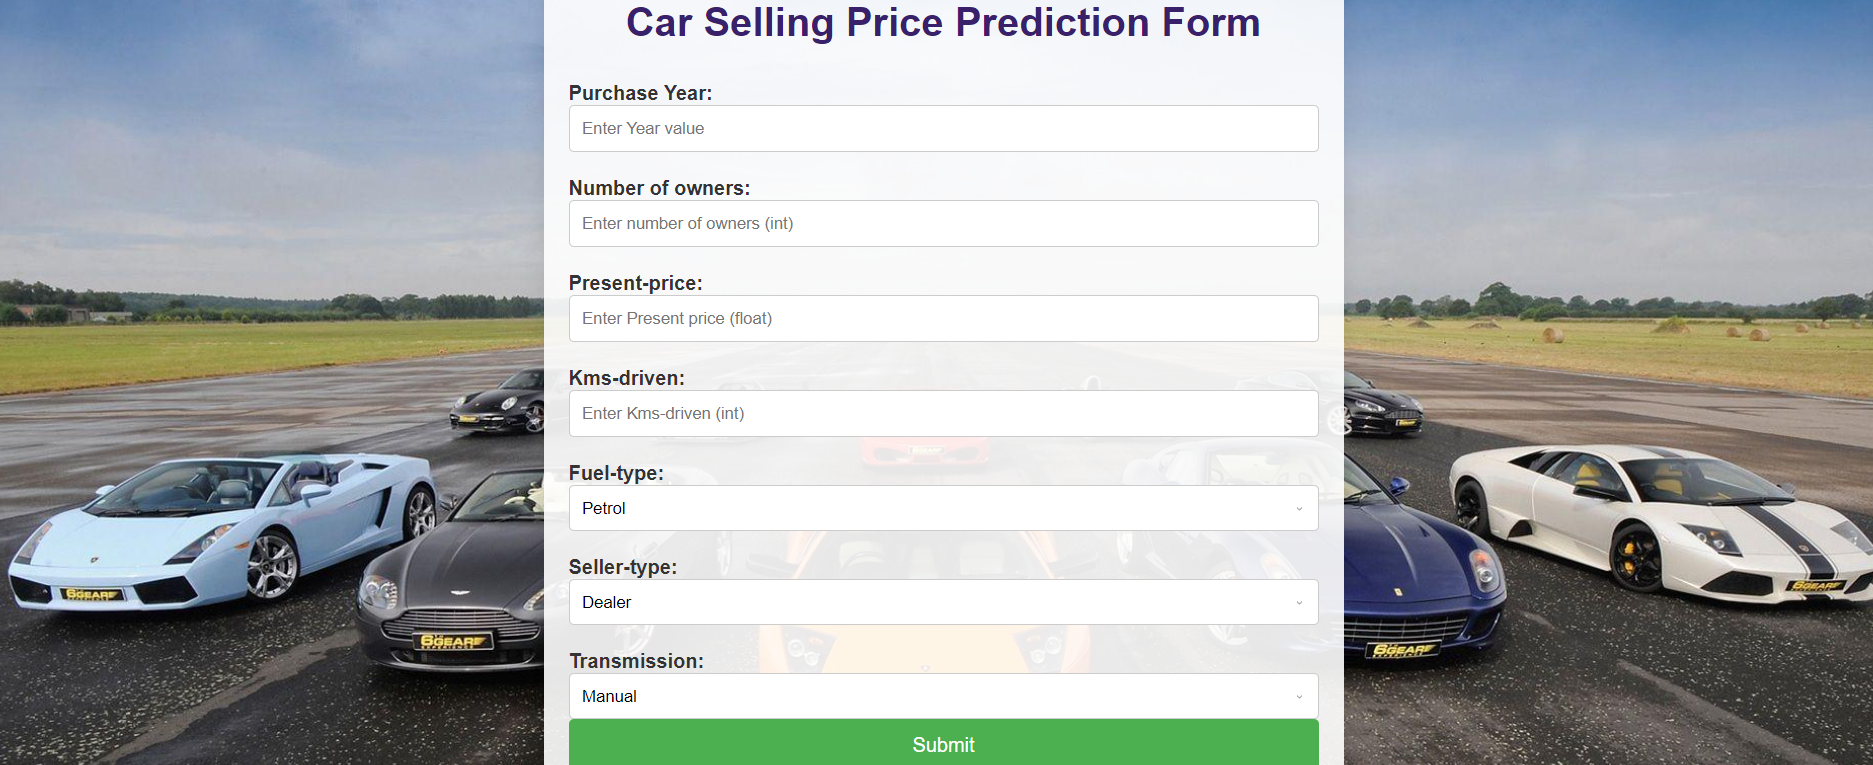 Car Selling Price Prediction Form
Purchase Year:
Enter Year value
Number of owners:
Enter number of owners (int)
Present-price:
Enter Present price (float)
Kms-driven:
Enter Kms-driven (int)
Fuel-type:
Petrol
Seller-type:
Dealer
Transmission:
Manual
Submit
6GEAR
6GEAR
EXPERIENCE
6GEAR
EXPERIENCE
6GEAR